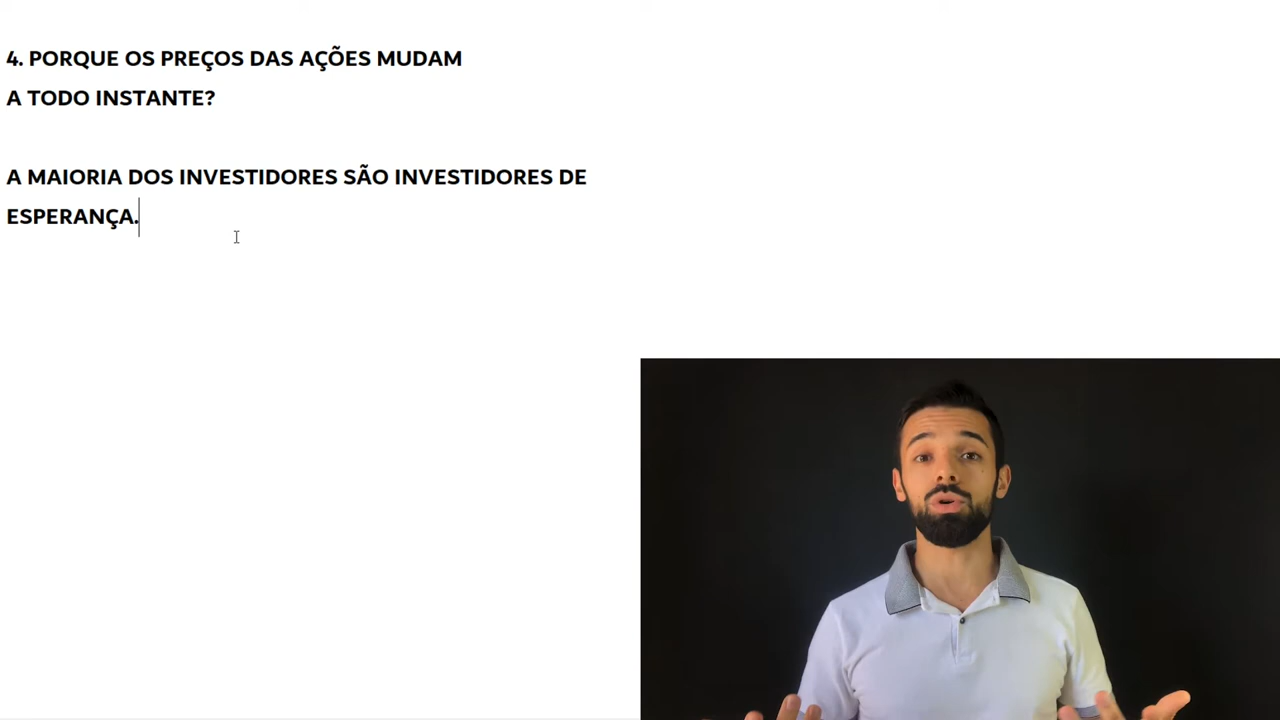 4. PORQUE OS PREÇOS DAS AÇÕES MUDAM
A TODO INSTANTE?
A MAIORIA DOS INVESTIDORES SÃO INVESTIDORES DE
ESPERANÇA.